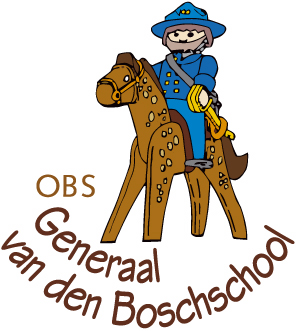 OBS
Generaal
van den Boschschool